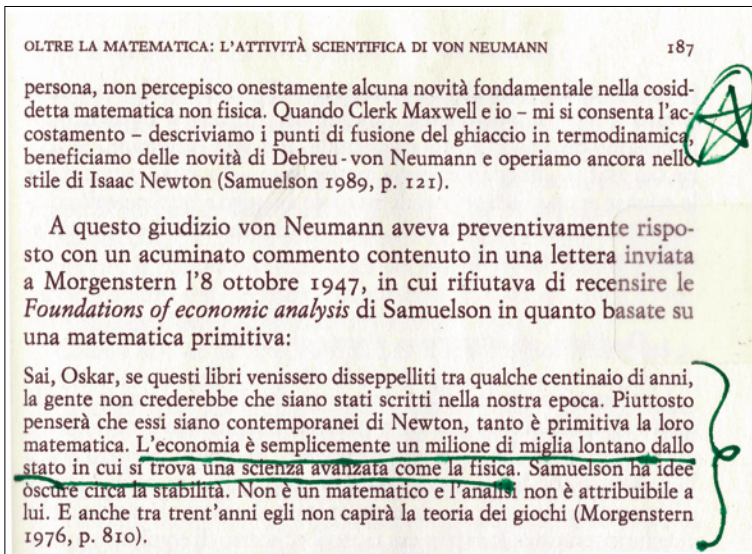 OLTRE LA MATEMATICA: L'ATTIVITÀ SCIENTIFICA DI VON NEUMANN 187
persona, non percepisco onestamente alcuna novità fondamentale nella cosid-
detta matematica non fisica. Quando Clerk Maxwell e io – mi si consenta l'ac-
costamento – descriviamo i punti di fusione del ghiaccio in termodinamica,
beneficiamo delle novità di Debreu - von Neumann e operiamo ancora nello
stile di Isaac Newton (Samuelson 1989, p. 121).
A questo giudizio von Neumann aveva preventivamente rispo-
sto con un acuminato commento contenuto in una lettera inviata
a Morgenstern l'8 ottobre 1947, in cui rifiutava di recensire le
Foundations of economic analysis di Samuelson in quanto basate su
una matematica primitiva:
Sai, Oskar, se questi libri venissero disseppelliti tra qualche centinaio di anni,
la gente non crederebbe che siano stati scritti nella nostra epoca. Piuttosto
penserà che essi siano contemporanei di Newton, tanto è primitiva la loro
matematica. L'economia è semplicemente un milione di miglia lontano dallo
stato in cui si trova una scienza avanzata come la fisica. Samuelson ha idee
oscure circa la stabilità. Non è un matematico e l'analisi non è attribuibile a
lui. E anche tra trent'anni egli non capirà la teoria dei giochi (Morgenstern
1976, p. 810).